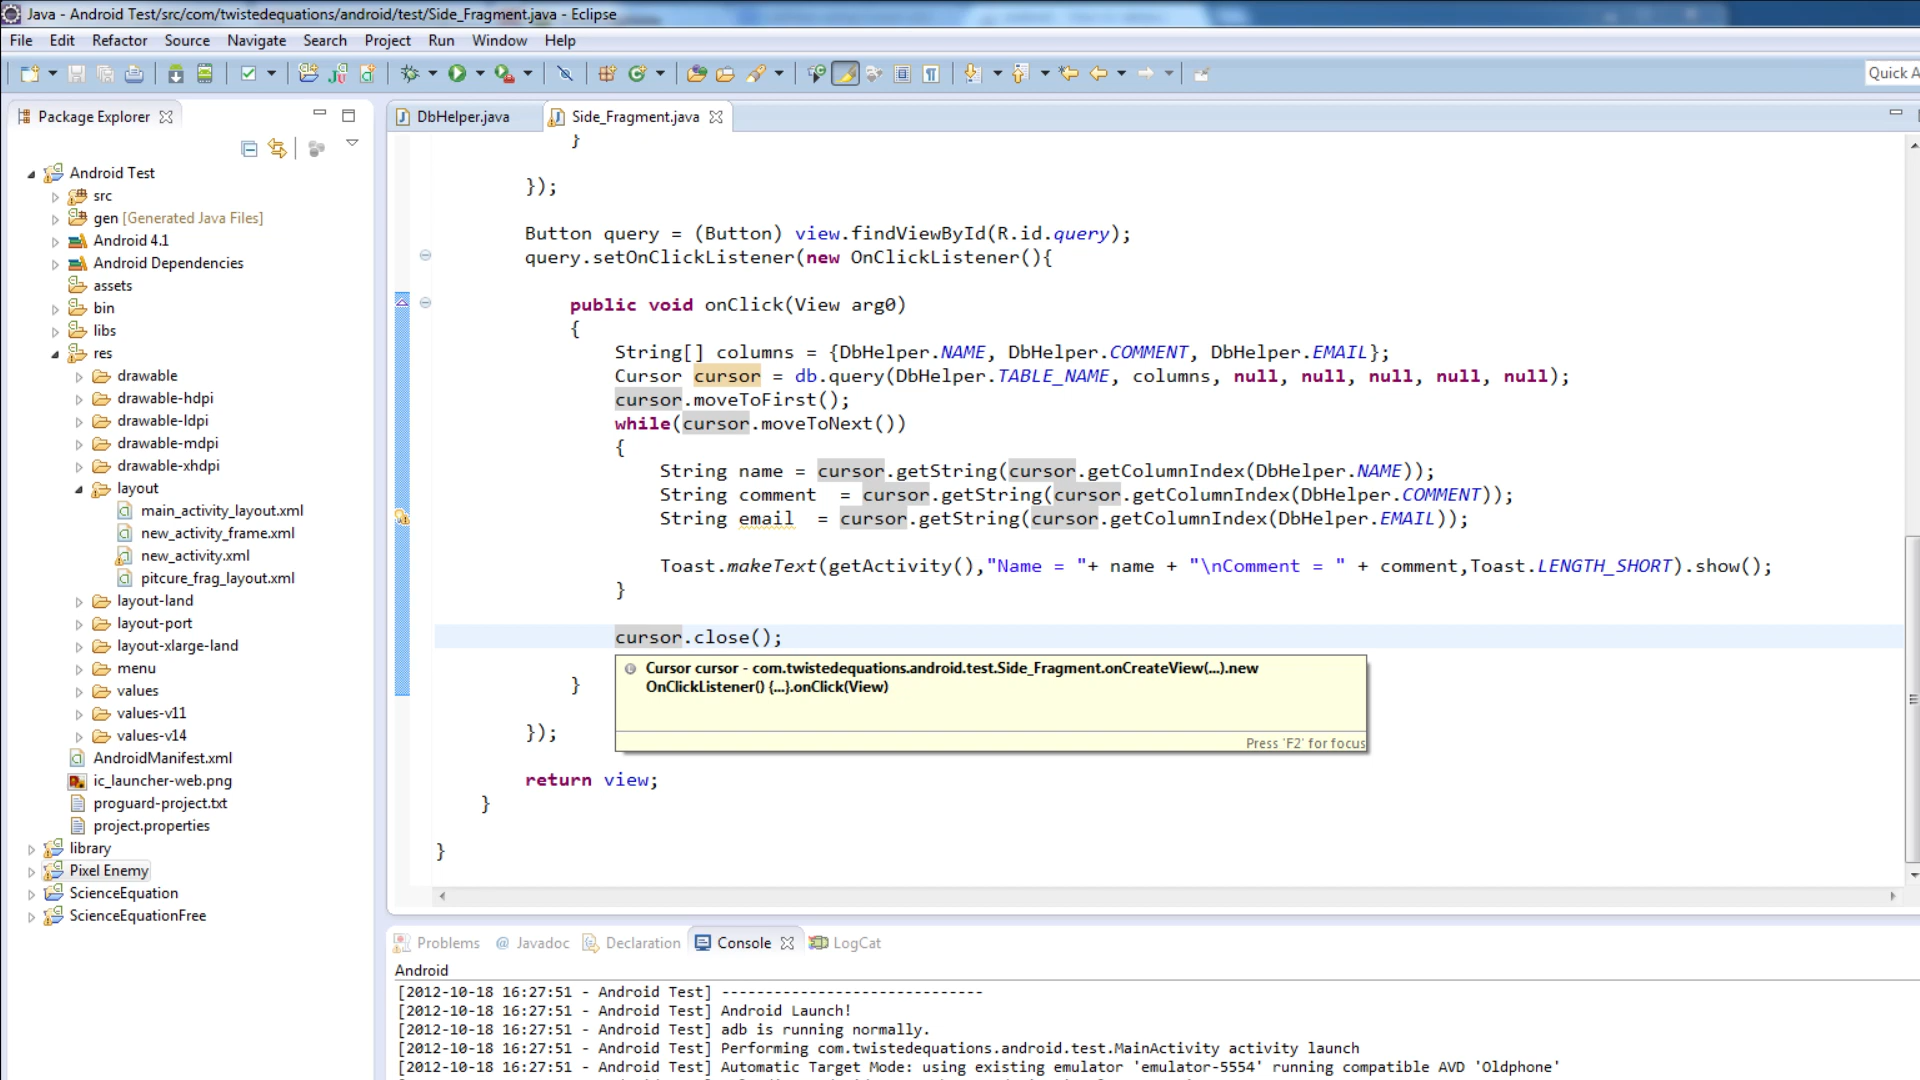 Java - Android Test/src/com/twistedequations/android/test/Side_Fragment.java - Eclipse
File Edit Refactor Source Navigate Search Project Run Window Help
Quick A
Package Explorer
DbHelper.java
Side_Fragment.java
Android Test
src
gen [Generated Java Files]
Android 4.1
Android Dependencies
assets
bin
libs
res
drawable
drawable-hdpi
drawable-ldpi
drawable-mdpi
drawable-xhdpi
layout
main_activity_layout.xml
new_activity_frame.xml
new_activity.xml
pitcure_frag_layout.xml
layout-land
layout-port
layout-xlarge-land
menu
values
values-v11
values-v14
AndroidManifest.xml
ic_launcher-web.png
proguard-project.txt
project.properties
library
Pixel Enemy
ScienceEquation
ScienceEquationFree
}
});
Button query = (Button) view.findViewById(R.id.query);
query.setOnClickListener(new OnClickListener(){
public void onClick(View arg0)
{
String[] columns = {DbHelper.NAME, DbHelper.COMMENT, DbHelper.EMAIL};
Cursor cursor = db.query(DbHelper.TABLE_NAME, columns, null, null, null, null, null);
cursor.moveToFirst();
while(cursor.moveToNext())
{
String name = cursor.getString(cursor.getColumnIndex(DbHelper.NAME));
String comment  = cursor.getString(cursor.getColumnIndex(DbHelper.COMMENT));
String email  = cursor.getString(cursor.getColumnIndex(DbHelper.EMAIL));
Toast.makeText(getActivity(),"Name = "+ name + "\nComment = " + comment,Toast.LENGTH_SHORT).show();
}
cursor.close();
Cursor cursor - com.twistedequations.android.test.Side_Fragment.onCreateView(...).new
OnClickListener() {...}.onClick(View)
Press 'F2' for focus
}
});
return view;
}
}
Problems @ Javadoc Declaration Console LogCat
Android
[2012-10-18 16:27:51 - Android Test] ------------------------------
[2012-10-18 16:27:51 - Android Test] Android Launch!
[2012-10-18 16:27:51 - Android Test] adb is running normally.
[2012-10-18 16:27:51 - Android Test] Performing com.twistedequations.android.test.MainActivity activity launch
[2012-10-18 16:27:51 - Android Test] Automatic Target Mode: using existing emulator 'emulator-5554' running compatible AVD 'Oldphone'